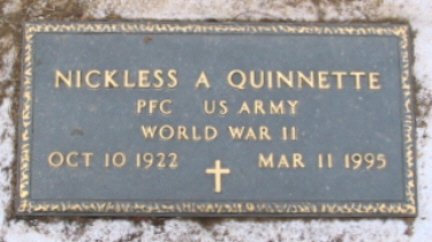 NICKLESS A QUINNETTE
PFC US ARMY
WORLD WAR II
OCT 10 1922 MAR 11 1995